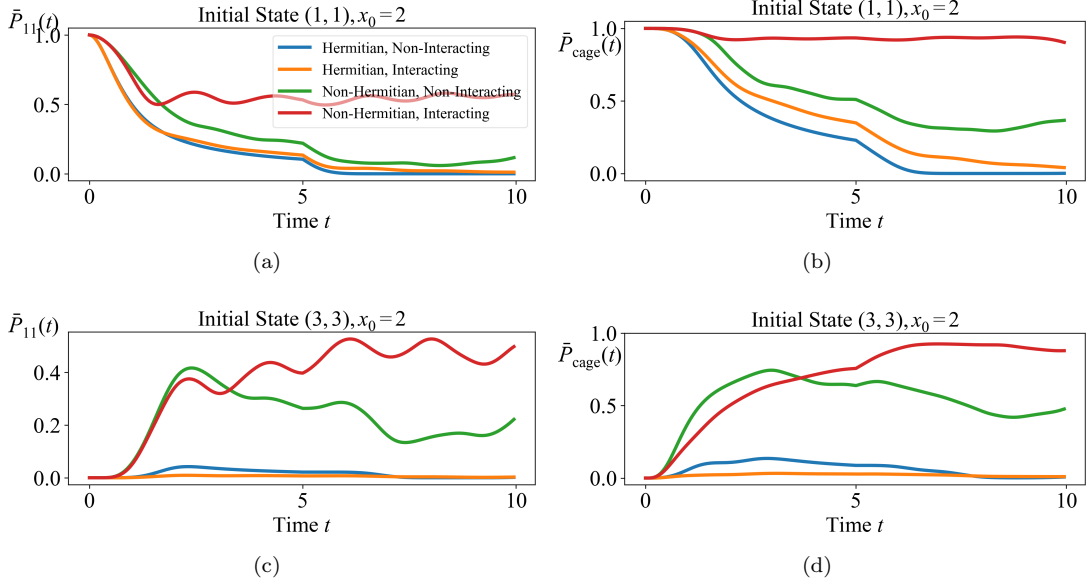 Initial State (1, 1), x₀ = 2
P̄₁₁(t)
1.0
0.5
0.0
Hermitian, Non-Interacting
Hermitian, Interacting
Non-Hermitian, Non-Interacting
Non-Hermitian, Interacting
0 5 10
Time t
(a)
Initial State (1, 1), x₀ = 2
1.0
P̄cage(t)
0.5
0.0
0 5 10
Time t
(b)
Initial State (3, 3), x₀ = 2
P̄₁₁(t)
0.4
0.2
0.0
0 5 10
Time t
(c)
Initial State (3, 3), x₀ = 2
1.0
P̄cage(t)
0.5
0.0
0 5 10
Time t
(d)